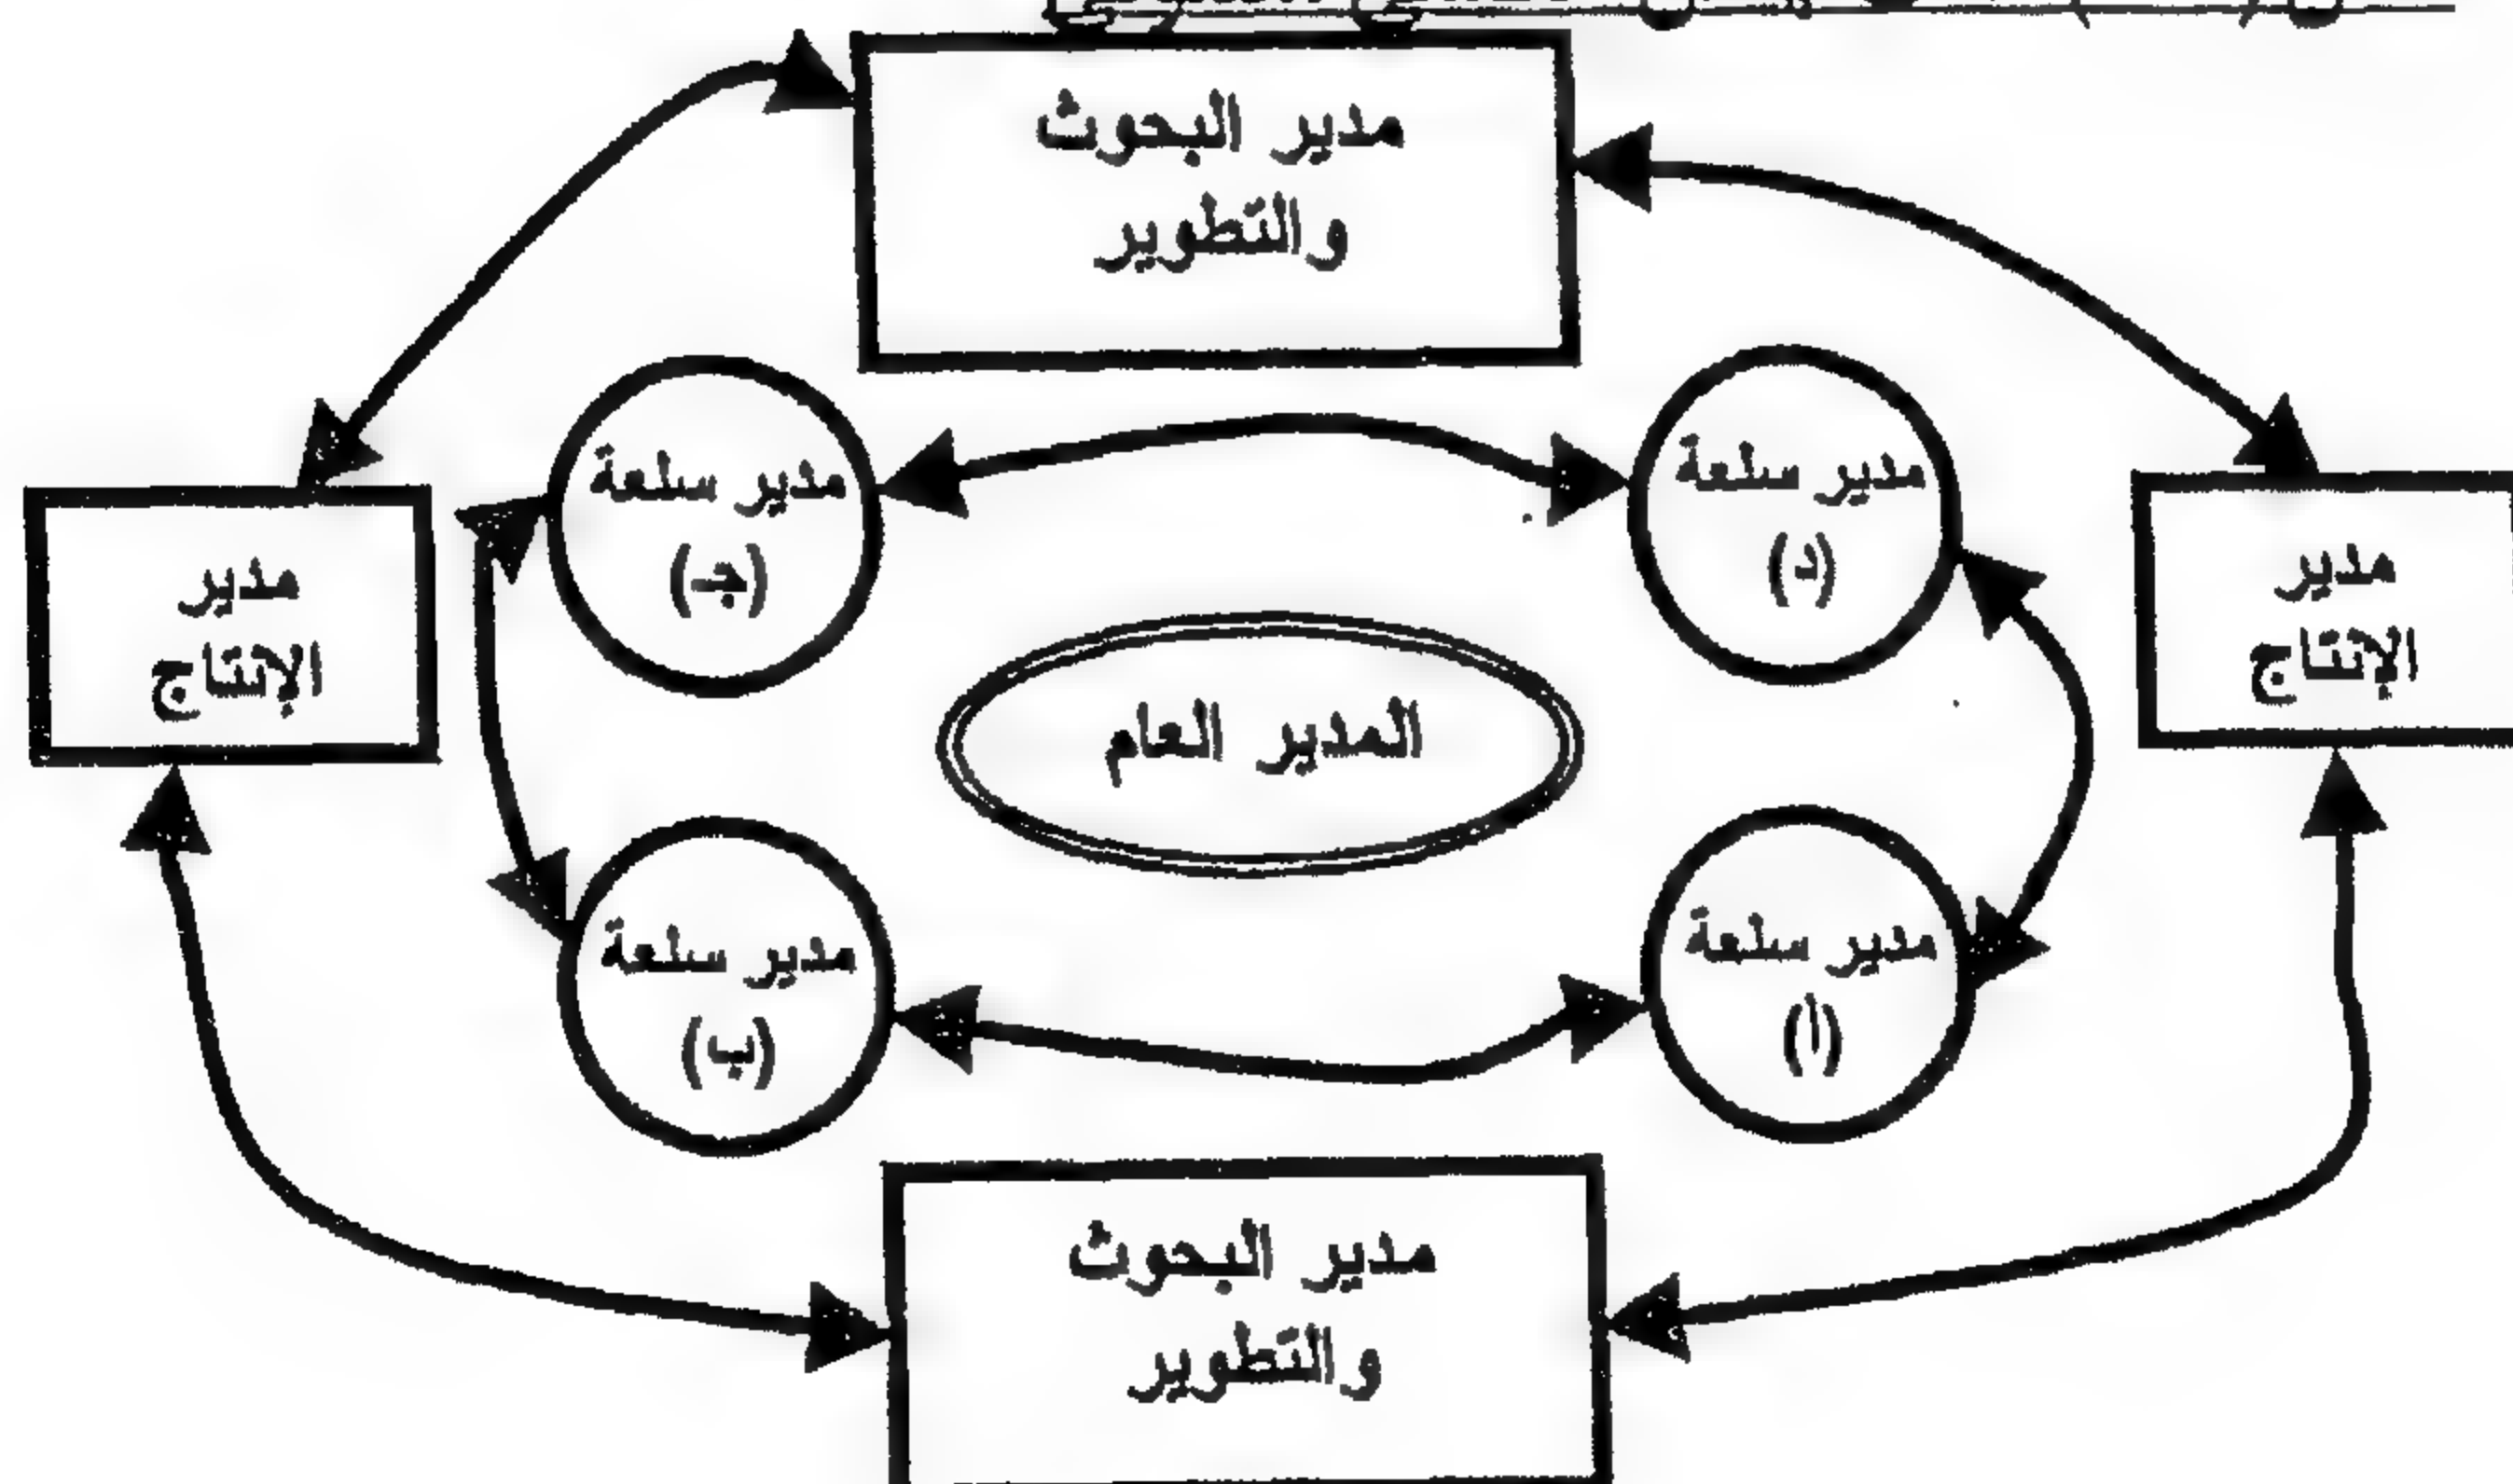 مدير البحوث
والتطوير
مدير سلعة
(د)
مدير سلعة
(جـ)
مدير
الإنتاج
مدير
الإنتاج
المدير العام
مدير سلعة
(أ)
مدير سلعة
(ب)
مدير البحوث
والتطوير